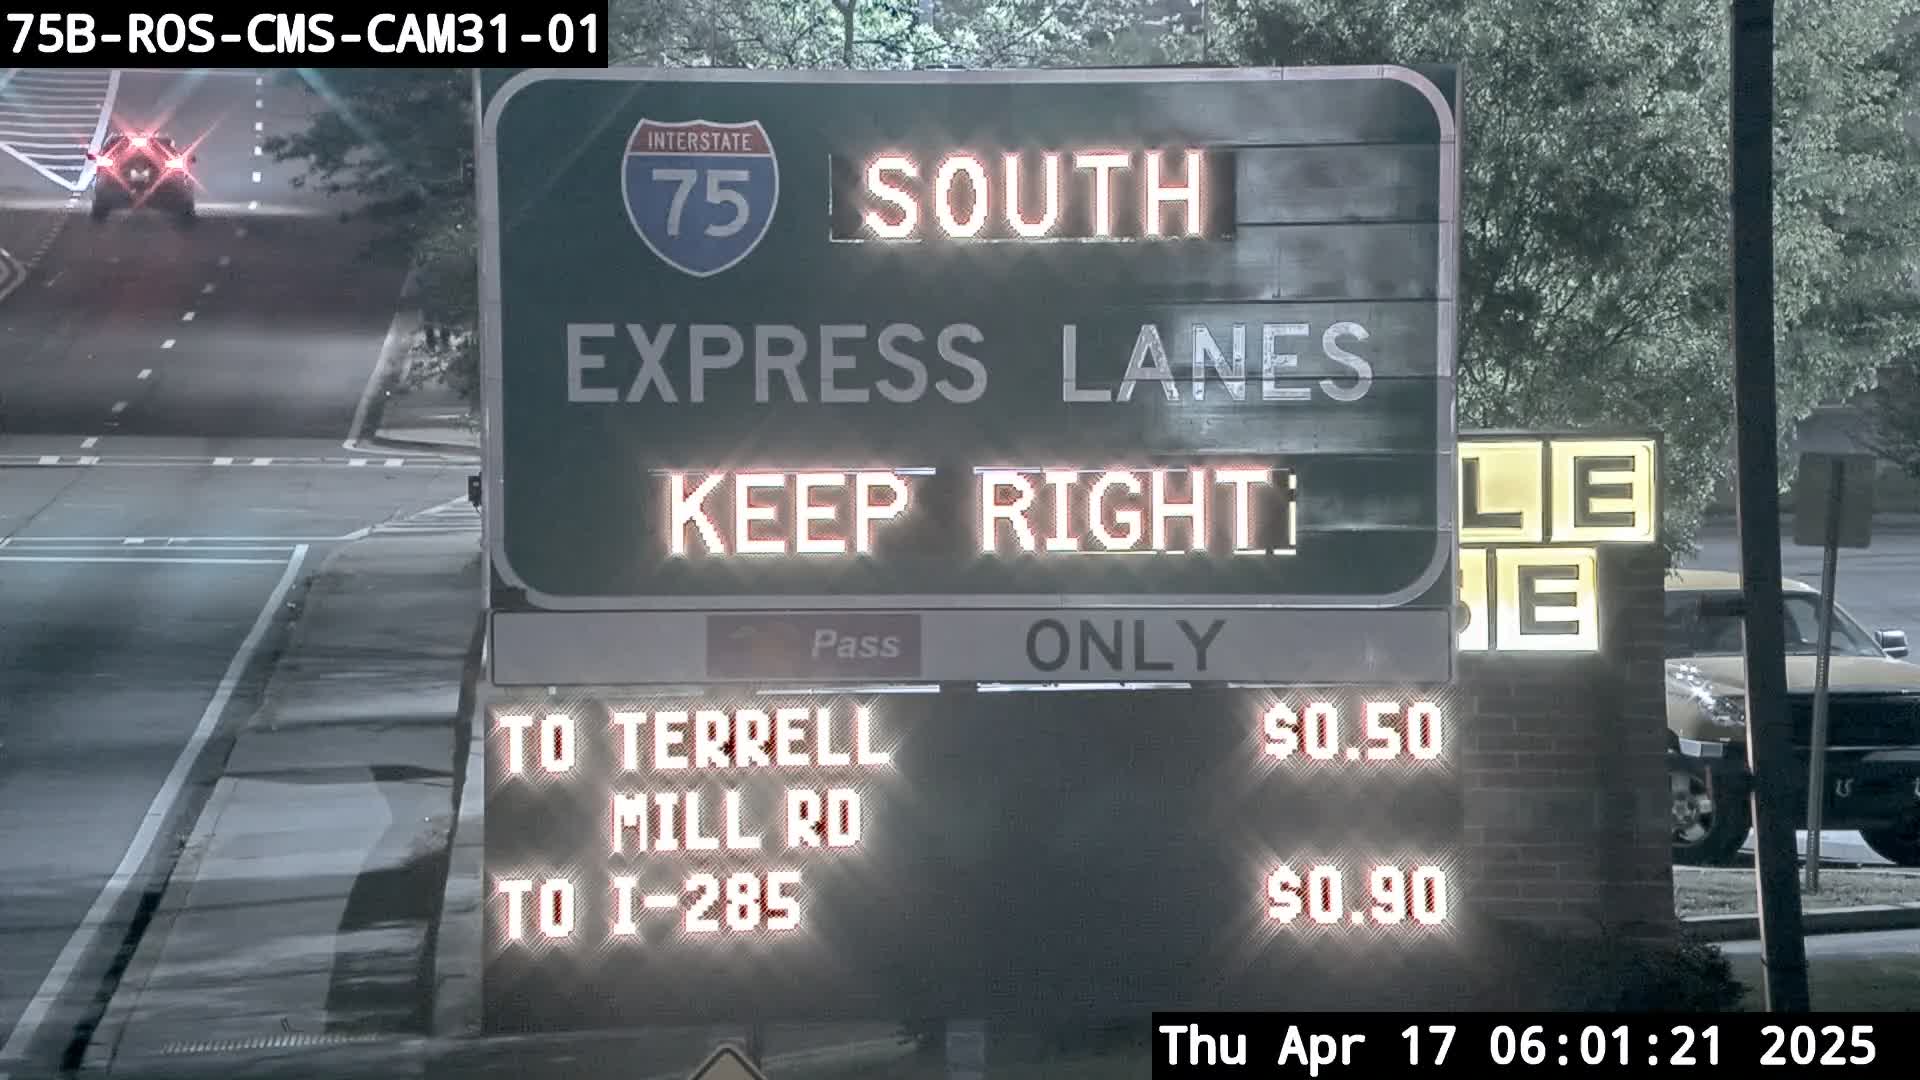 75B-ROS-CMS-CAM31-01
INTERSTATE
75
SOUTH
EXPRESS LANES
KEEP RIGHT
Pass ONLY
LE
E
TO TERRELL $0.50
MILL RD
TO I-285 $0.90
Thu Apr 17 06:01:21 2025